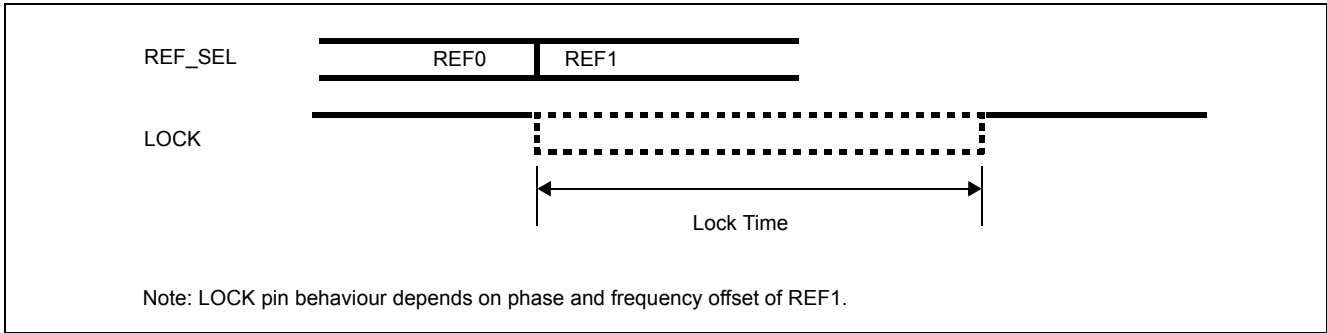 REF_SEL
REF0
REF1
LOCK
Lock Time
Note: LOCK pin behaviour depends on phase and frequency offset of REF1.